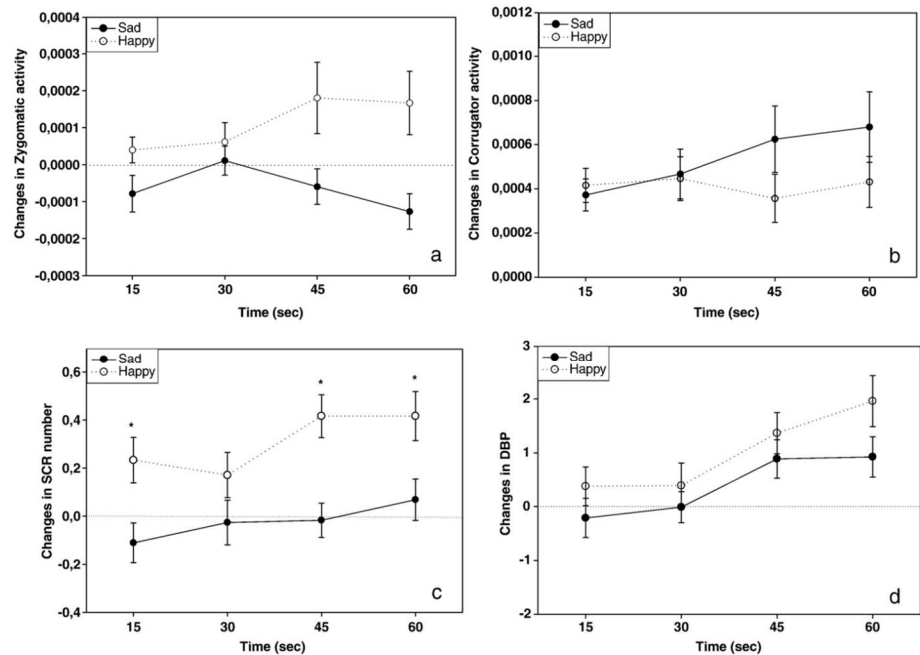 Changes in Zygomatic activity
0,0004
0,0003
0,0002
0,0001
0,0000
-0,0001
-0,0002
-0,0003
Sad
Happy
15 30 45 60
Time (sec)
a
Changes in Corrugator activity
0,0012
0,0010
0,0008
0,0006
0,0004
0,0002
0,0000
Sad
Happy
15 30 45 60
Time (sec)
b
Changes in SCR number
0,6
0,4
0,2
0,0
-0,2
-0,4
Sad
Happy
*
*
*
15 30 45 60
Time (sec)
c
Changes in DBP
3
2
1
0
-1
-2
Sad
Happy
15 30 45 60
Time (sec)
d